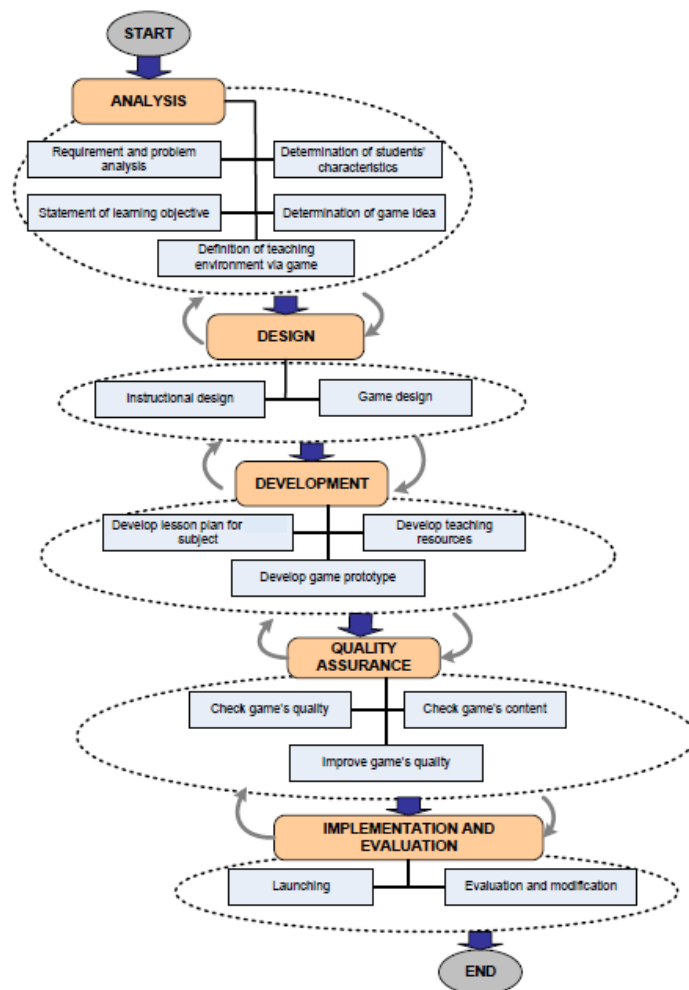 START
ANALYSIS
Requirement and problem
analysis
Determination of students'
characteristics
Statement of learning objective
Determination of game idea
Definition of teaching
environment via game
DESIGN
Instructional design
Game design
DEVELOPMENT
Develop lesson plan for
subject
Develop teaching
resources
Develop game prototype
QUALITY
ASSURANCE
Check game's quality
Check game's content
Improve game's quality
IMPLEMENTATION AND
EVALUATION
Launching
Evaluation and modification
END